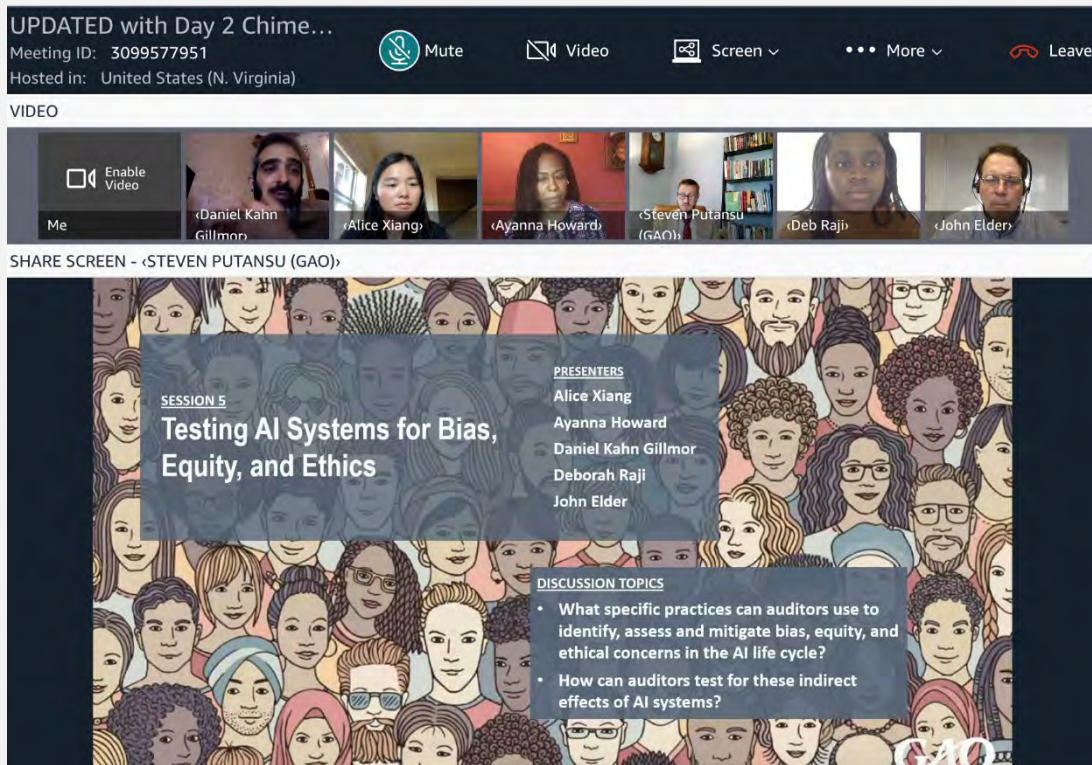 UPDATED with Day 2 Chime...
Meeting ID: 3099577951
Hosted in: United States (N. Virginia)
Mute
Video
Screen
More
Leave
VIDEO
Enable
Video
Me
‹Daniel Kahn
Gillmor›
‹Alice Xiang›
‹Ayanna Howard›
‹Steven Putansu
(GAO)›
‹Deb Raji›
‹John Elder›
SHARE SCREEN - ‹STEVEN PUTANSU (GAO)›
SESSION 5
Testing AI Systems for Bias,
Equity, and Ethics
PRESENTERS
Alice Xiang
Ayanna Howard
Daniel Kahn Gillmor
Deborah Raji
John Elder
DISCUSSION TOPICS
• What specific practices can auditors use to
identify, assess and mitigate bias, equity, and
ethical concerns in the AI life cycle?
• How can auditors test for these indirect
effects of AI systems?
GAO